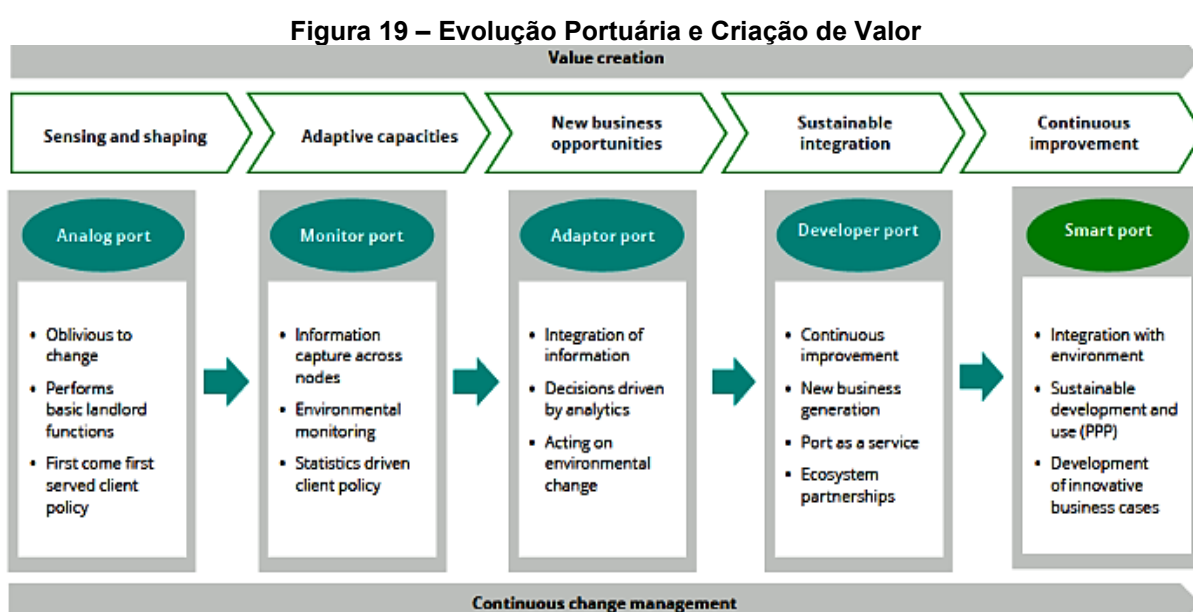 Figura 19 – Evolução Portuária e Criação de Valor
Value creation
Sensing and shaping
Adaptive capacities
New business
opportunities
Sustainable
integration
Continuous
improvement
Analog port
• Oblivious to
change
• Performs
basic landlord
functions
• First come first
served client
policy
Monitor port
• Information
capture across
nodes
• Environmental
monitoring
• Statistics driven
client policy
Adaptor port
• Integration of
information
• Decisions driven
by analytics
• Acting on
environmental
change
Developer port
• Continuous
improvement
• New business
generation
• Port as a service
• Ecosystem
partnerships
Smart port
• Integration with
environment
• Sustainable
development and
use (PPP)
• Development
of innovative
business cases
Continuous change management